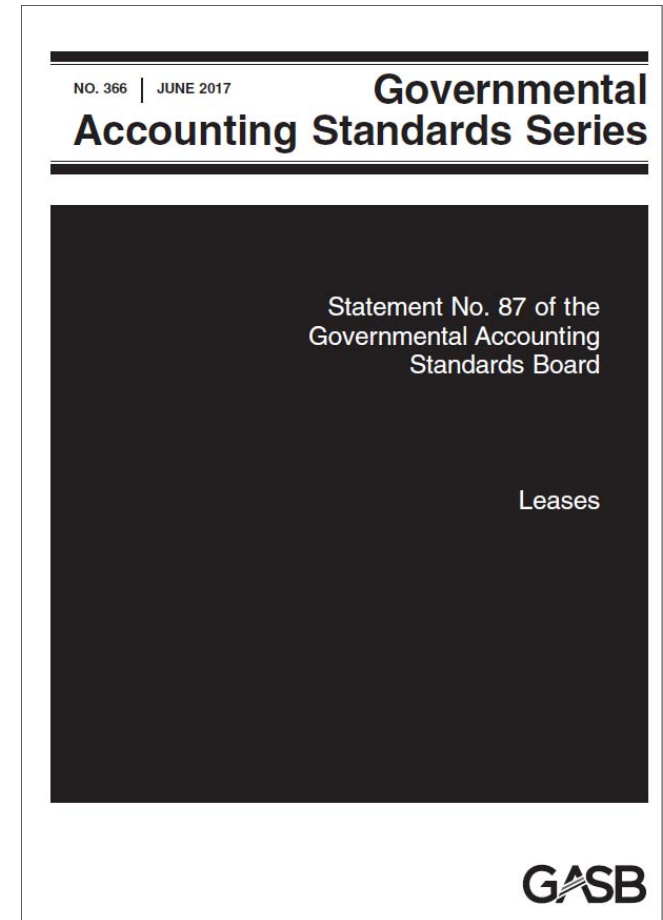 NO. 366 | JUNE 2017
Governmental
Accounting Standards Series
Statement No. 87 of the
Governmental Accounting
Standards Board
Leases
GASB